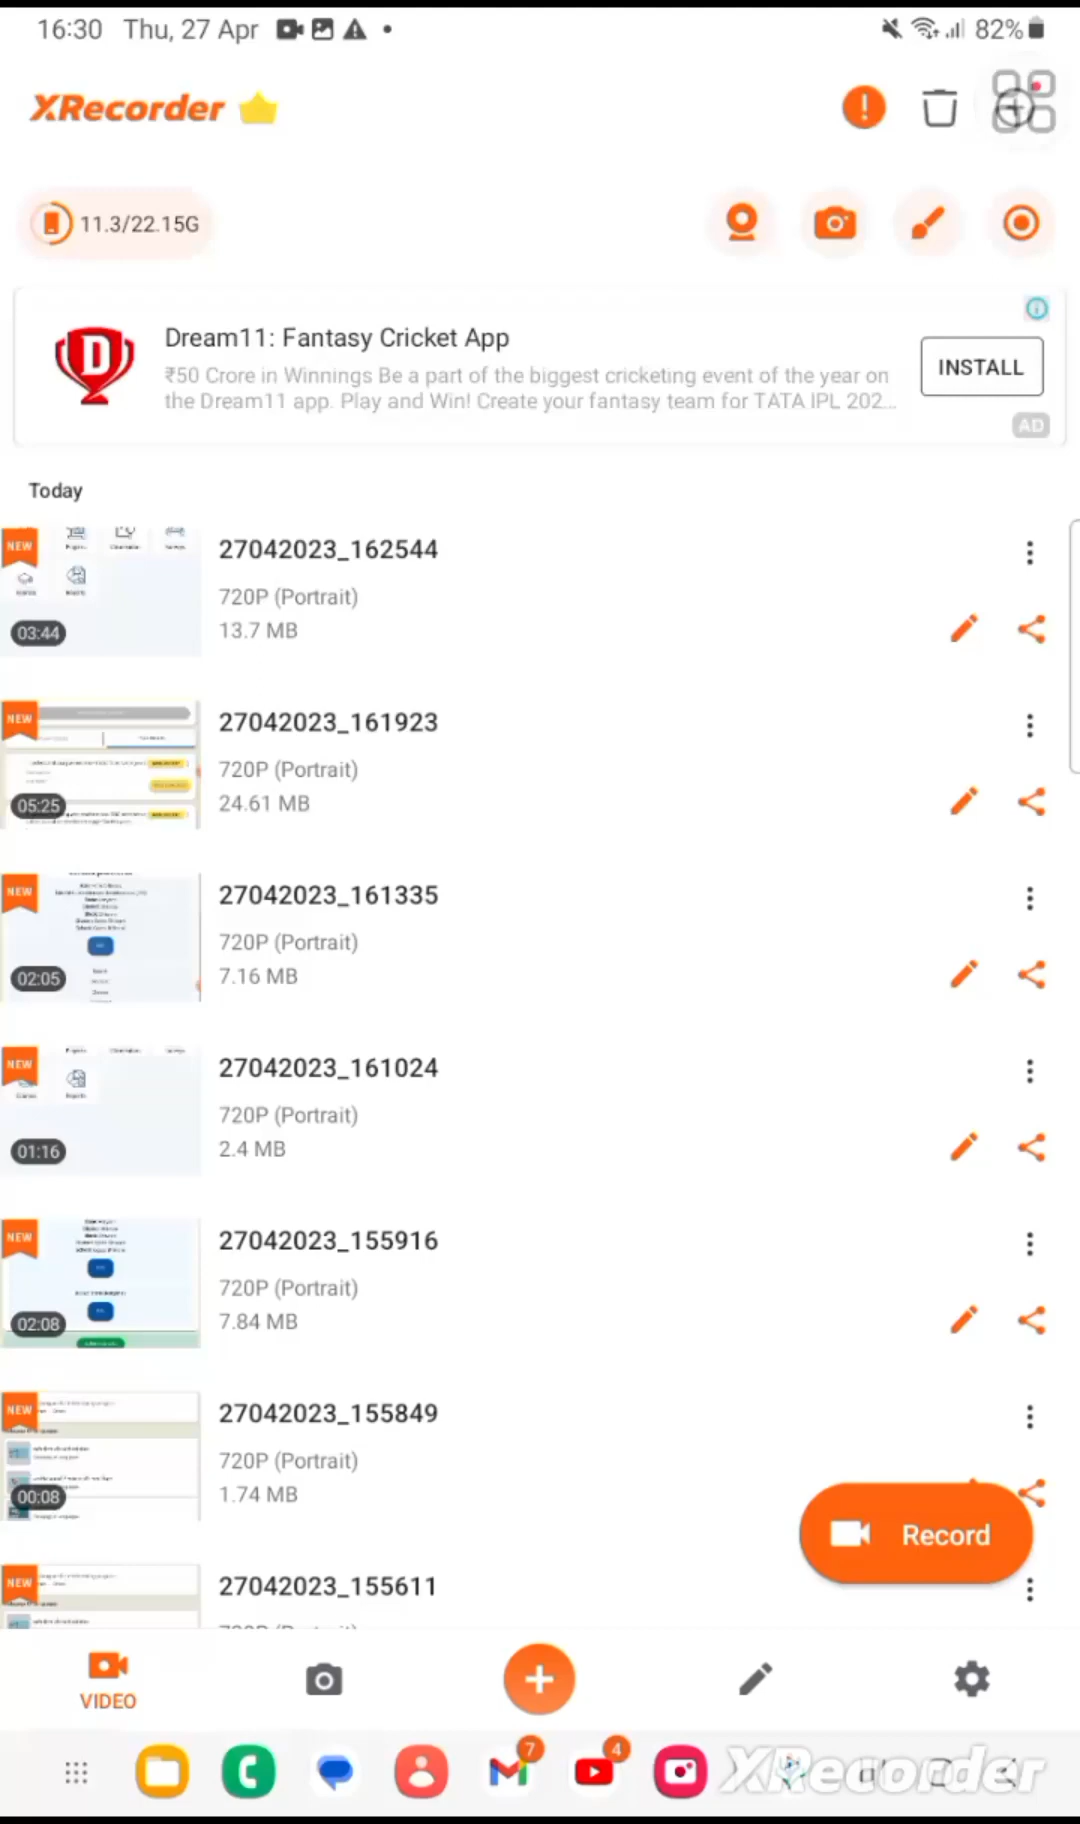 16:30 Thu, 27 Apr 82%
XRecorder
11.3/22.15G
Dream11: Fantasy Cricket App
₹50 Crore in Winnings Be a part of the biggest cricketing event of the year on
the Dream11 app. Play and Win! Create your fantasy team for TATA IPL 202...
INSTALL
AD
Today
NEW
27042023_162544
720P (Portrait)
03:44
13.7 MB
NEW
27042023_161923
720P (Portrait)
05:25
24.61 MB
NEW
27042023_161335
720P (Portrait)
02:05
7.16 MB
NEW
27042023_161024
720P (Portrait)
01:16
2.4 MB
NEW
27042023_155916
720P (Portrait)
02:08
7.84 MB
NEW
27042023_155849
720P (Portrait)
00:08
1.74 MB
Record
NEW
27042023_155611
VIDEO
7
4
XRecorder